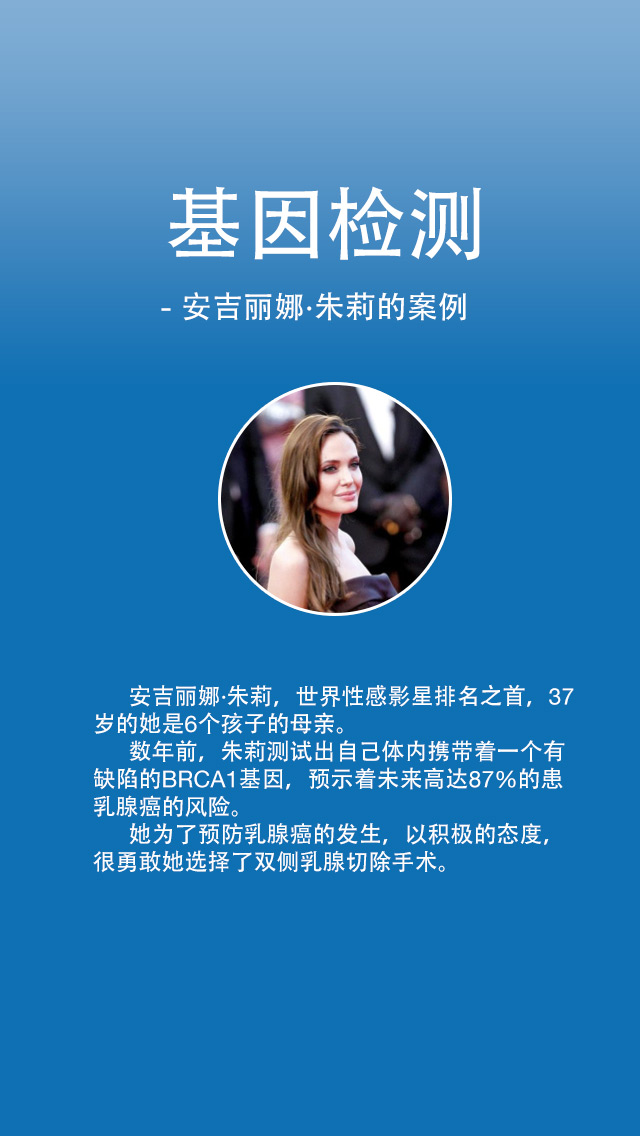 基因检测
- 安吉丽娜·朱莉的案例
安吉丽娜·朱莉，世界性感影星排名之首，37
岁的她是6个孩子的母亲。
数年前，朱莉测试出自己体内携带着一个有
缺陷的BRCA1基因，预示着未来高达87%的患
乳腺癌的风险。
她为了预防乳腺癌的发生，以积极的态度，
很勇敢她选择了双侧乳腺切除手术。